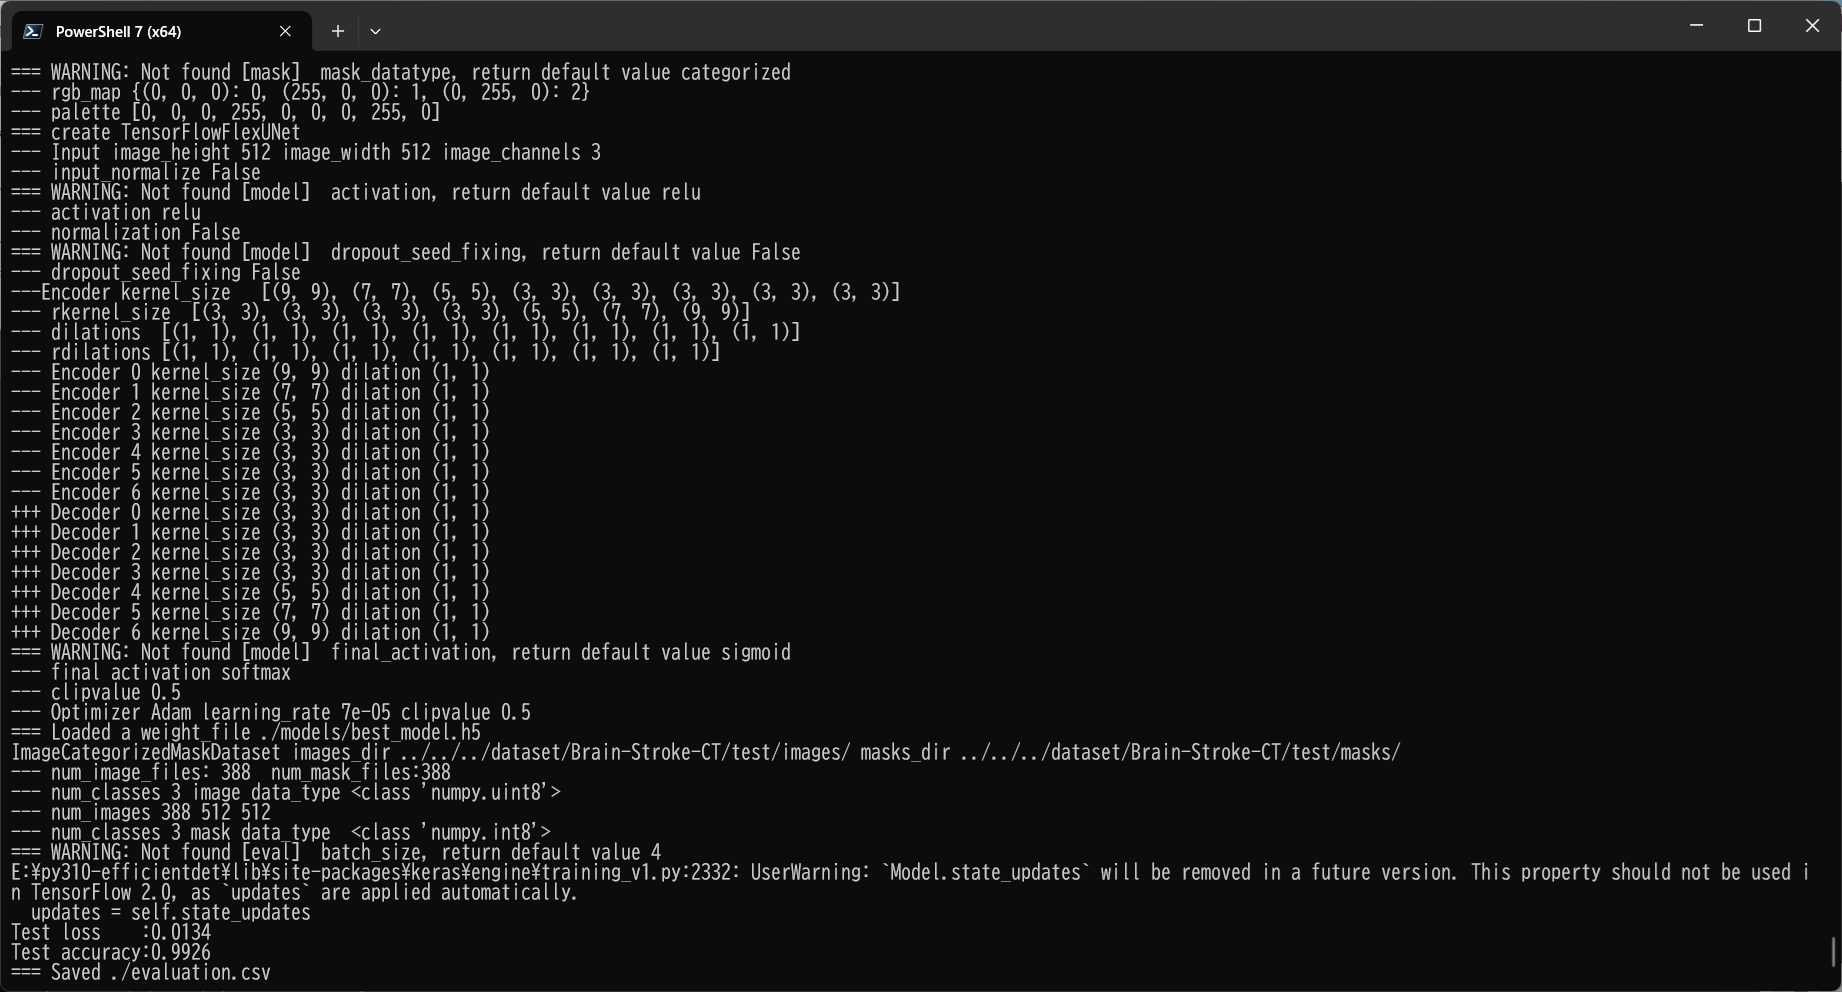 PowerShell 7 (x64)
=== WARNING: Not found [mask]  mask_datatype, return default value categorized
--- rgb_map {(0, 0, 0): 0, (255, 0, 0): 1, (0, 255, 0): 2}
--- palette [0, 0, 0, 255, 0, 0, 0, 255, 0]
=== create TensorFlowFlexUNet
--- Input image_height 512 image_width 512 image_channels 3
--- input_normalize False
=== WARNING: Not found [model]  activation, return default value relu
--- activation relu
--- normalization False
=== WARNING: Not found [model]  dropout_seed_fixing, return default value False
--- dropout_seed_fixing False
---Encoder kernel_size   [(9, 9), (7, 7), (5, 5), (3, 3), (3, 3), (3, 3), (3, 3), (3, 3)]
--- rkernel_size  [(3, 3), (3, 3), (3, 3), (3, 3), (5, 5), (7, 7), (9, 9)]
--- dilations  [(1, 1), (1, 1), (1, 1), (1, 1), (1, 1), (1, 1), (1, 1), (1, 1)]
--- rdilations [(1, 1), (1, 1), (1, 1), (1, 1), (1, 1), (1, 1), (1, 1)]
--- Encoder 0 kernel_size (9, 9) dilation (1, 1)
--- Encoder 1 kernel_size (7, 7) dilation (1, 1)
--- Encoder 2 kernel_size (5, 5) dilation (1, 1)
--- Encoder 3 kernel_size (3, 3) dilation (1, 1)
--- Encoder 4 kernel_size (3, 3) dilation (1, 1)
--- Encoder 5 kernel_size (3, 3) dilation (1, 1)
--- Encoder 6 kernel_size (3, 3) dilation (1, 1)
+++ Decoder 0 kernel_size (3, 3) dilation (1, 1)
+++ Decoder 1 kernel_size (3, 3) dilation (1, 1)
+++ Decoder 2 kernel_size (3, 3) dilation (1, 1)
+++ Decoder 3 kernel_size (3, 3) dilation (1, 1)
+++ Decoder 4 kernel_size (5, 5) dilation (1, 1)
+++ Decoder 5 kernel_size (7, 7) dilation (1, 1)
+++ Decoder 6 kernel_size (9, 9) dilation (1, 1)
=== WARNING: Not found [model]  final_activation, return default value sigmoid
--- final activation softmax
--- clipvalue 0.5
--- Optimizer Adam learning_rate 7e-05 clipvalue 0.5
=== Loaded a weight_file ./models/best_model.h5
ImageCategorizedMaskDataset images_dir ../../../dataset/Brain-Stroke-CT/test/images/ masks_dir ../../../dataset/Brain-Stroke-CT/test/masks/
--- num_image_files: 388  num_mask_files:388
--- num_classes 3 image data_type <class 'numpy.uint8'>
--- num_images 388 512 512
--- num_classes 3 mask data_type  <class 'numpy.int8'>
=== WARNING: Not found [eval]  batch_size, return default value 4
E:¥py310-efficientdet¥lib¥site-packages¥keras¥engine¥training_v1.py:2332: UserWarning: `Model.state_updates` will be removed in a future version. This property should not be used i
n TensorFlow 2.0, as `updates` are applied automatically.
  updates = self.state_updates
Test loss    :0.0134
Test accuracy:0.9926
=== Saved ./evaluation.csv